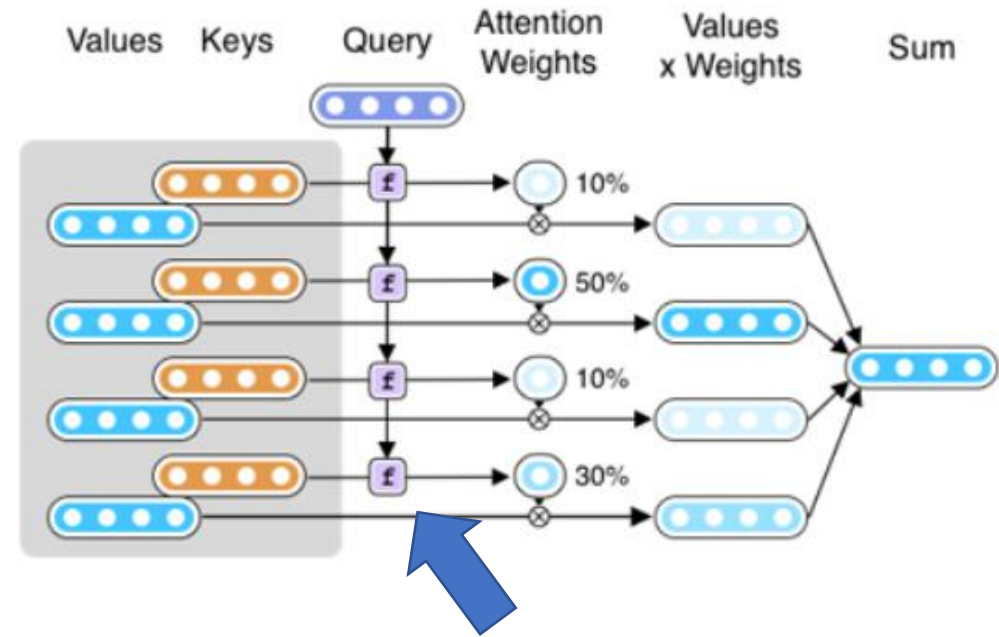 Values Keys Query Attention Weights Values x Weights Sum
f 10%
f 50%
f 10%
f 30%